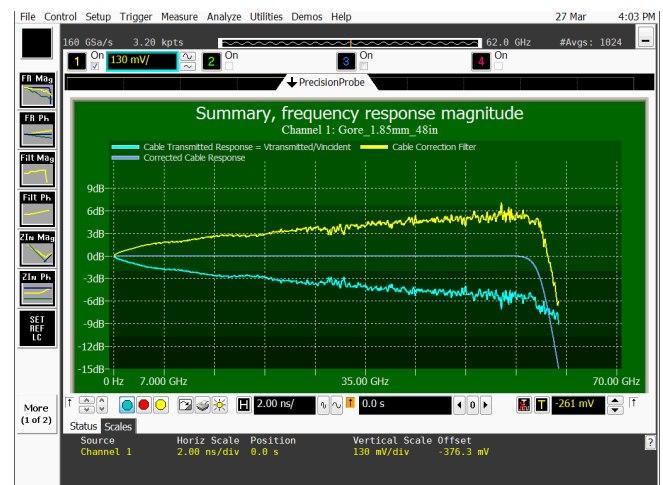 File Control Setup Trigger Measure Analyze Utilities Demos Help 27 Mar 4:03 PM
160 GSa/s 3.20 kpts 62.0 GHz #Avgs: 1024
1 On 130 mV/ 2 On 3 On 4 On
PrecisionProbe
FR Mag
FR Ph
Filt Mag
Filt Ph
ZIN Mag
ZIN Ph
SET
REF
LC
More
(1 of 2)
Summary, frequency response magnitude
Channel 1: Gore_1.85mm_48in
Cable Transmitted Response = Vtransmitted/Vincident Cable Correction Filter
Corrected Cable Response
9dB
6dB
3dB
0dB
-3dB
-6dB
-9dB
-12dB
-15dB
0 Hz 7.000 GHz 35.00 GHz 70.00 GHz
H 2.00 ns/ 0.0 s 0 T -261 mV
Status Scales
Source Horiz Scale Position Vertical Scale Offset ?
Channel 1 2.00 ns/div 0.0 s 130 mV/div -376.3 mV